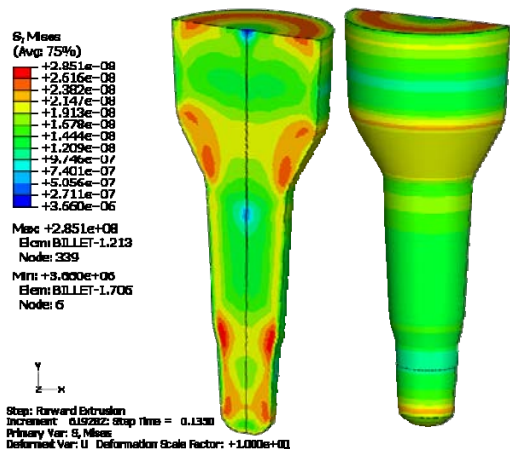 S, Mises
(Avg: 75%)
+2.851e+08
+2.616e+08
+2.382e+08
+2.147e+08
+1.913e+08
+1.678e+08
+1.444e+08
+1.209e+08
+9.746e+07
+7.401e+07
+5.056e+07
+2.711e+07
+3.660e+06
Max: +2.851e+08
Elem: BILLET-1.213
Node: 339
Min: +3.660e+06
Elem: BILLET-1.706
Node: 6
Y
Z X
Step: Forward Extrusion
Increment 619282: Step Time = 0.1350
Primary Var: S, Mises
Deformed Var: U Deformation Scale Factor: +1.000e+00